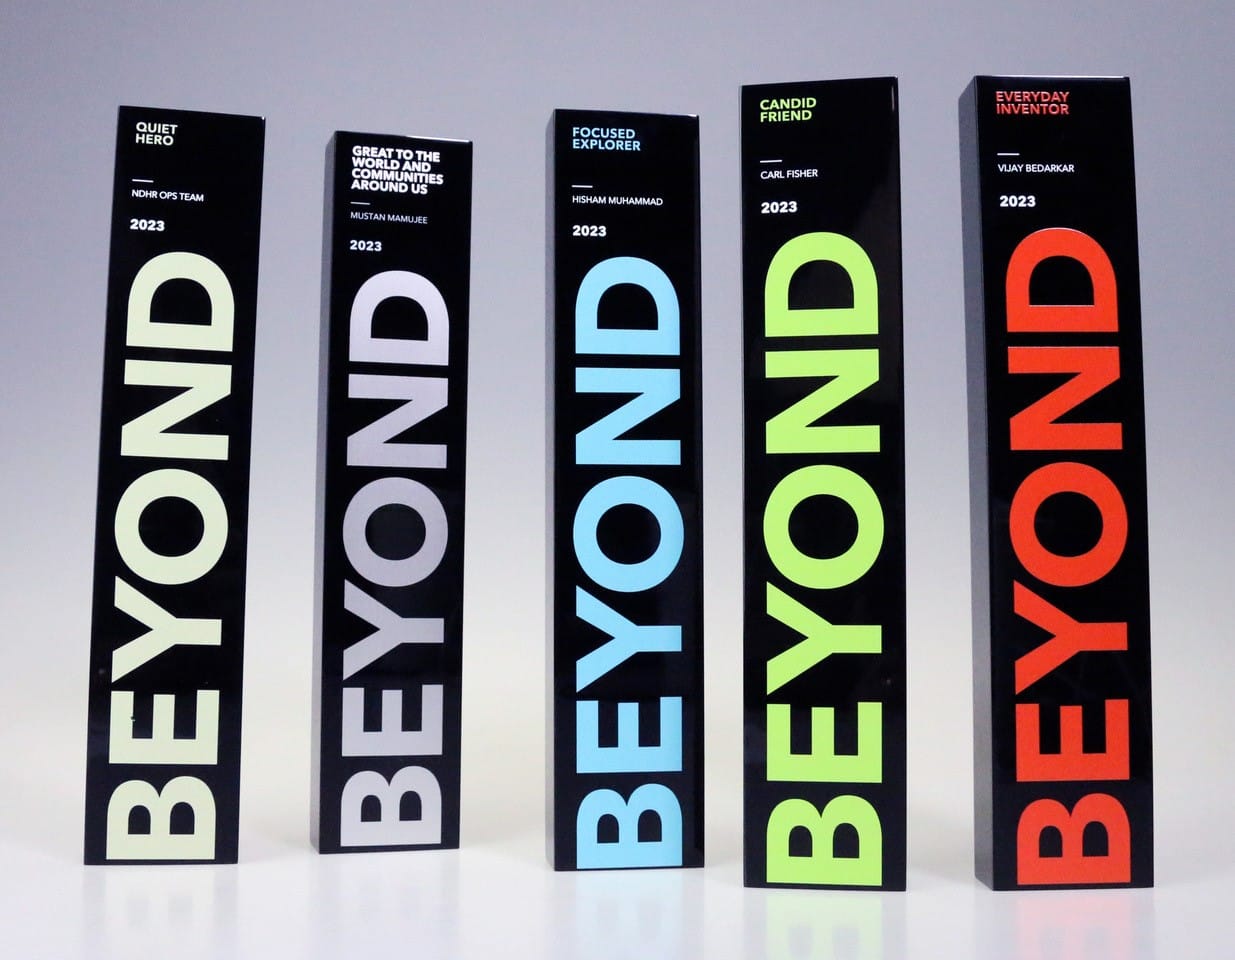 QUIET
HERO
NDHR OPS TEAM
2023
BEYOND
GREAT TO THE
WORLD AND
COMMUNITIES
AROUND US
MUSTAN MAMUJEE
2023
BEYOND
FOCUSED
EXPLORER
HISHAM MUHAMMAD
2023
BEYOND
CANDID
FRIEND
CARL FISHER
2023
BEYOND
EVERYDAY
INVENTOR
VIJAY BEDARKAR
2023
BEYOND